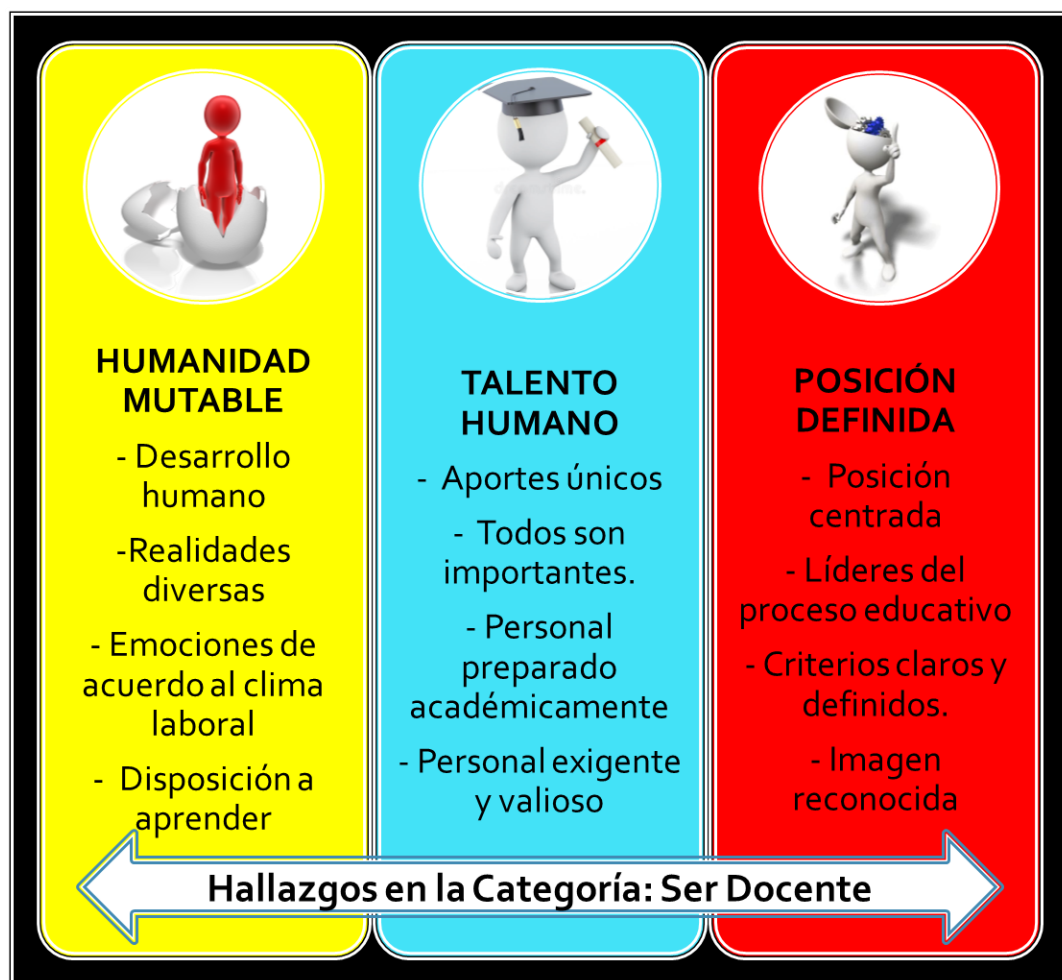 HUMANIDAD
MUTABLE
- Desarrollo
humano
-Realidades
diversas
- Emociones de
acuerdo al clima
laboral
- Disposición a
aprender
TALENTO
HUMANO
- Aportes únicos
- Todos son
importantes.
- Personal
preparado
académicamente
- Personal exigente
y valioso
POSICIÓN
DEFINIDA
- Posición
centrada
- Líderes del
proceso educativo
- Criterios claros y
definidos.
- Imagen
reconocida
Hallazgos en la Categoría: Ser Docente